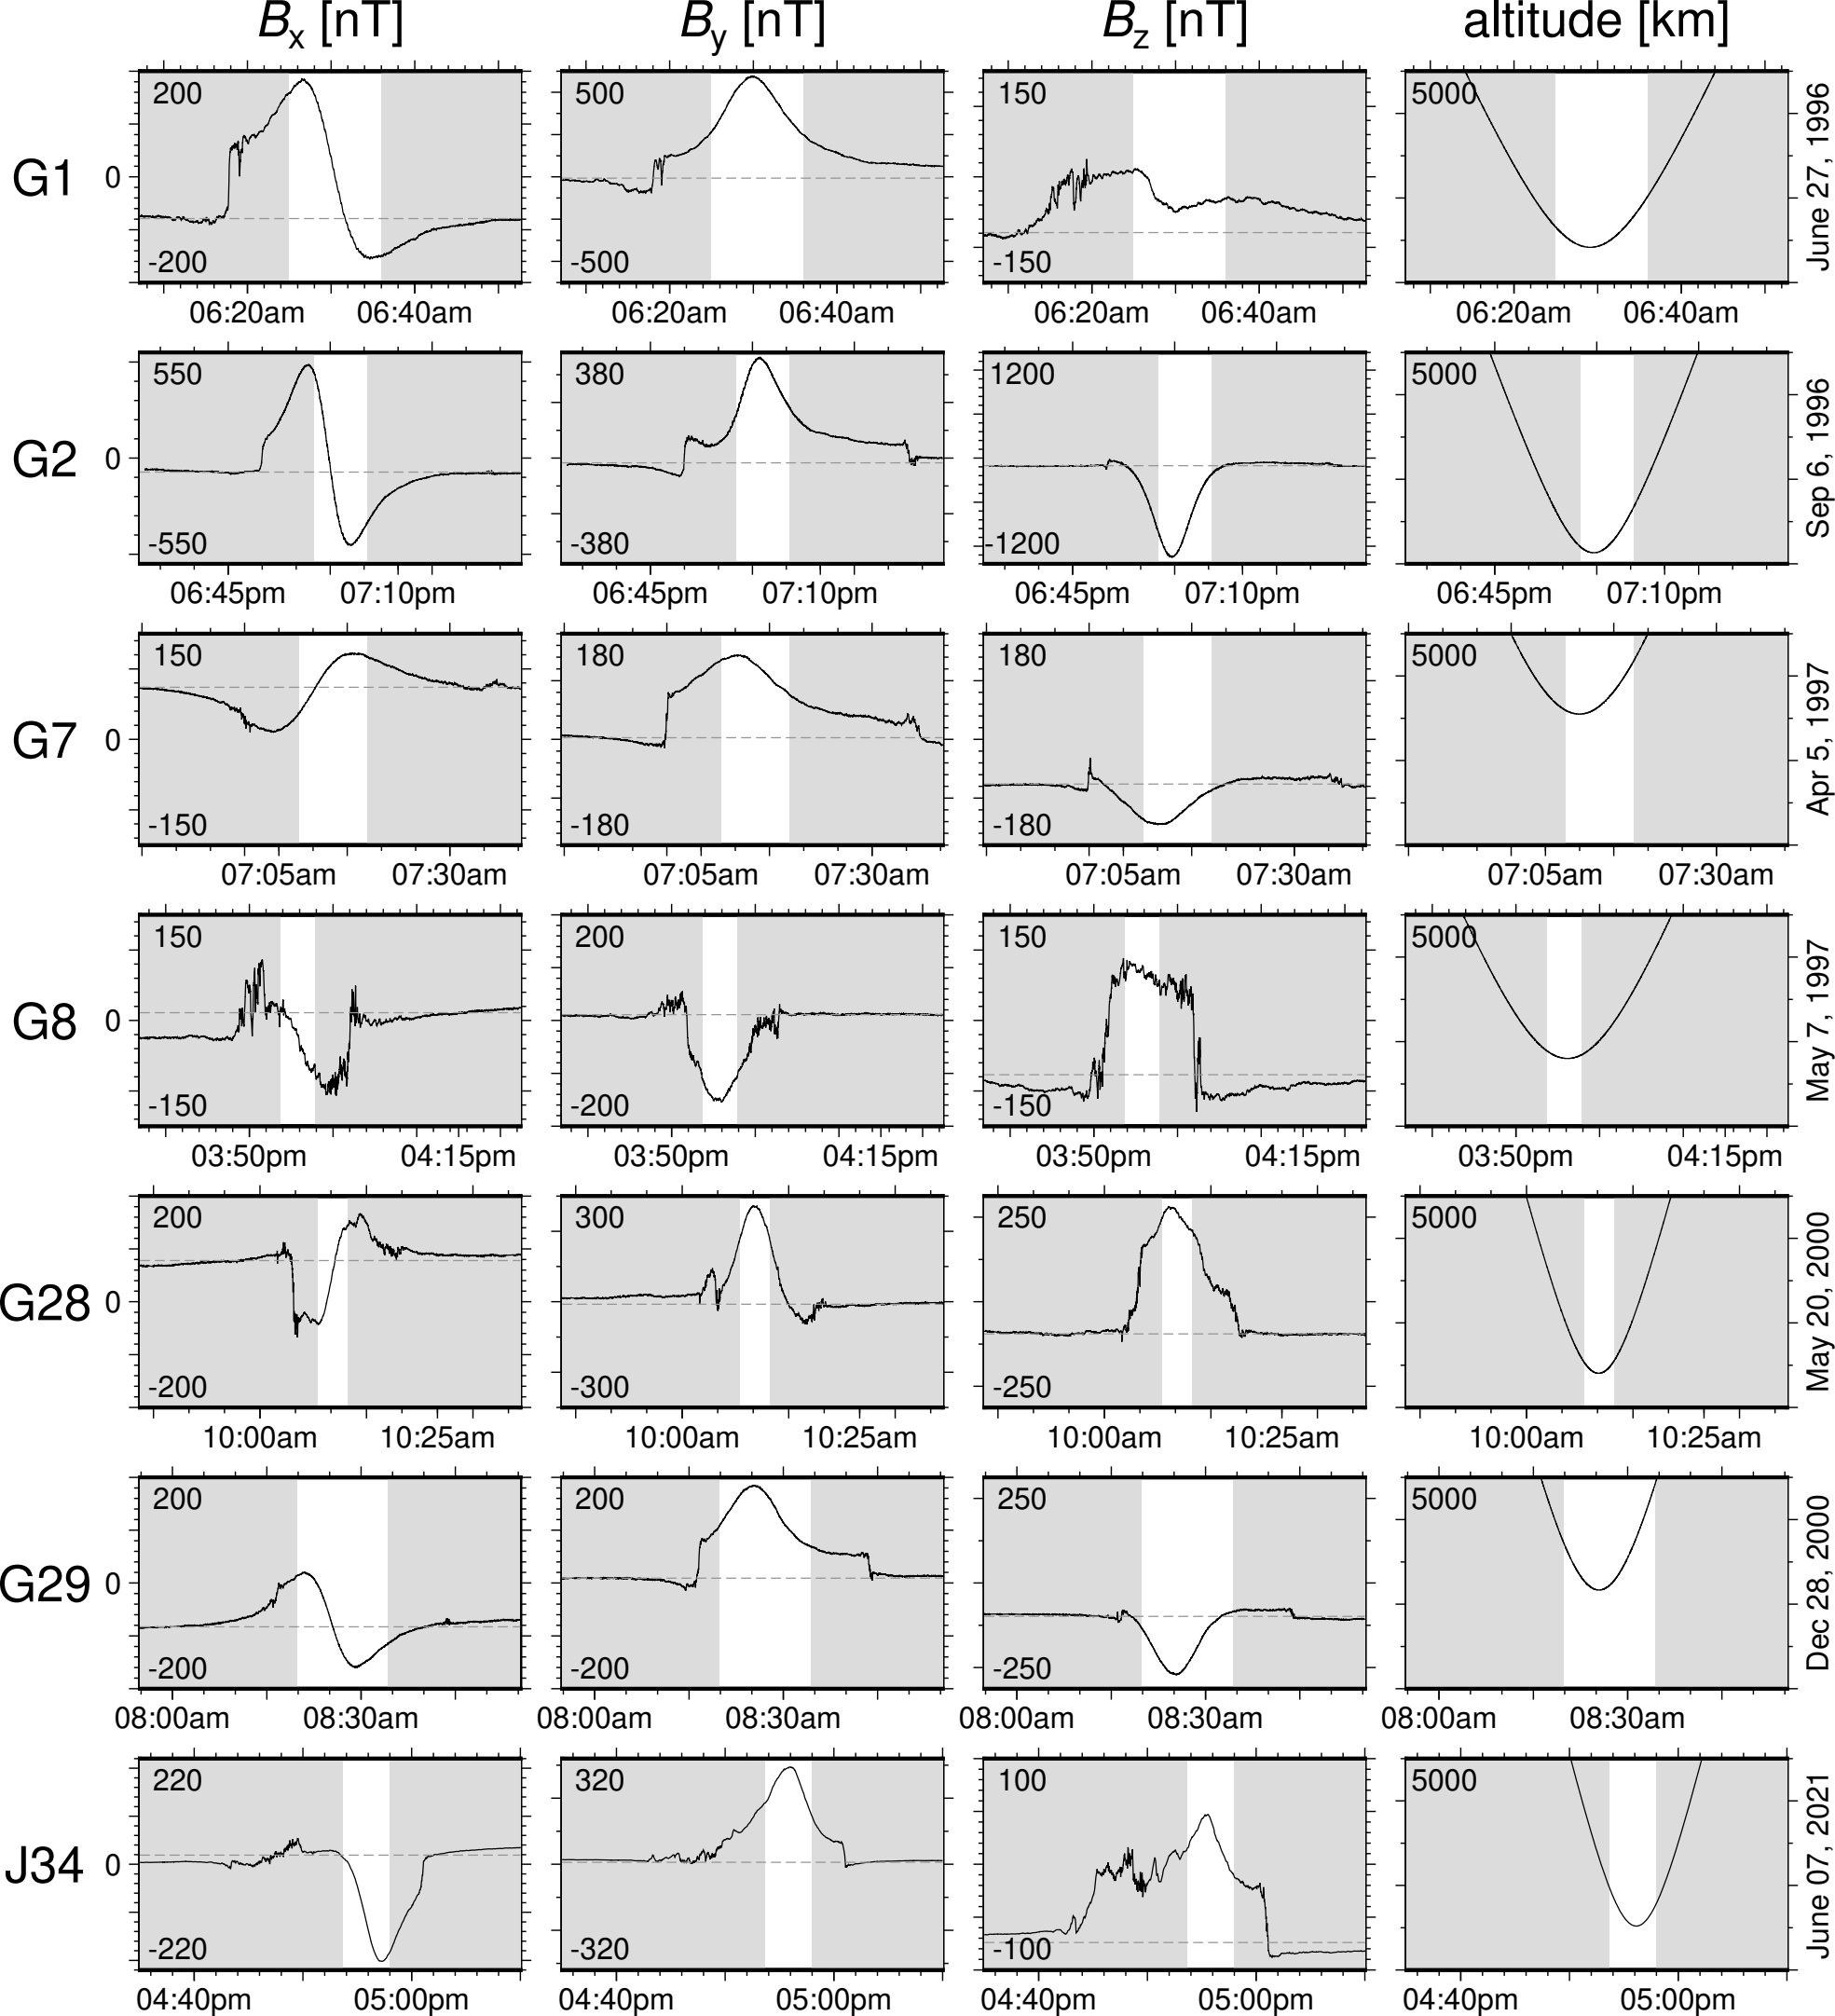 Bx [nT] By [nT] Bz [nT] altitude [km]
G1 0 200 -200 500 -500 150 -150 5000 June 27, 1996
06:20am 06:40am 06:20am 06:40am 06:20am 06:40am 06:20am 06:40am
G2 0 550 -550 380 -380 1200 -1200 5000 Sep 6, 1996
06:45pm 07:10pm 06:45pm 07:10pm 06:45pm 07:10pm 06:45pm 07:10pm
G7 0 150 -150 180 -180 180 -180 5000 Apr 5, 1997
07:05am 07:30am 07:05am 07:30am 07:05am 07:30am 07:05am 07:30am
G8 0 150 -150 200 -200 150 -150 5000 May 7, 1997
03:50pm 04:15pm 03:50pm 04:15pm 03:50pm 04:15pm 03:50pm 04:15pm
G28 0 200 -200 300 -300 250 -250 5000 May 20, 2000
10:00am 10:25am 10:00am 10:25am 10:00am 10:25am 10:00am 10:25am
G29 0 200 -200 200 -200 250 -250 5000 Dec 28, 2000
08:00am 08:30am 08:00am 08:30am 08:00am 08:30am 08:00am 08:30am
J34 0 220 -220 320 -320 100 -100 5000 June 07, 2021
04:40pm 05:00pm 04:40pm 05:00pm 04:40pm 05:00pm 04:40pm 05:00pm